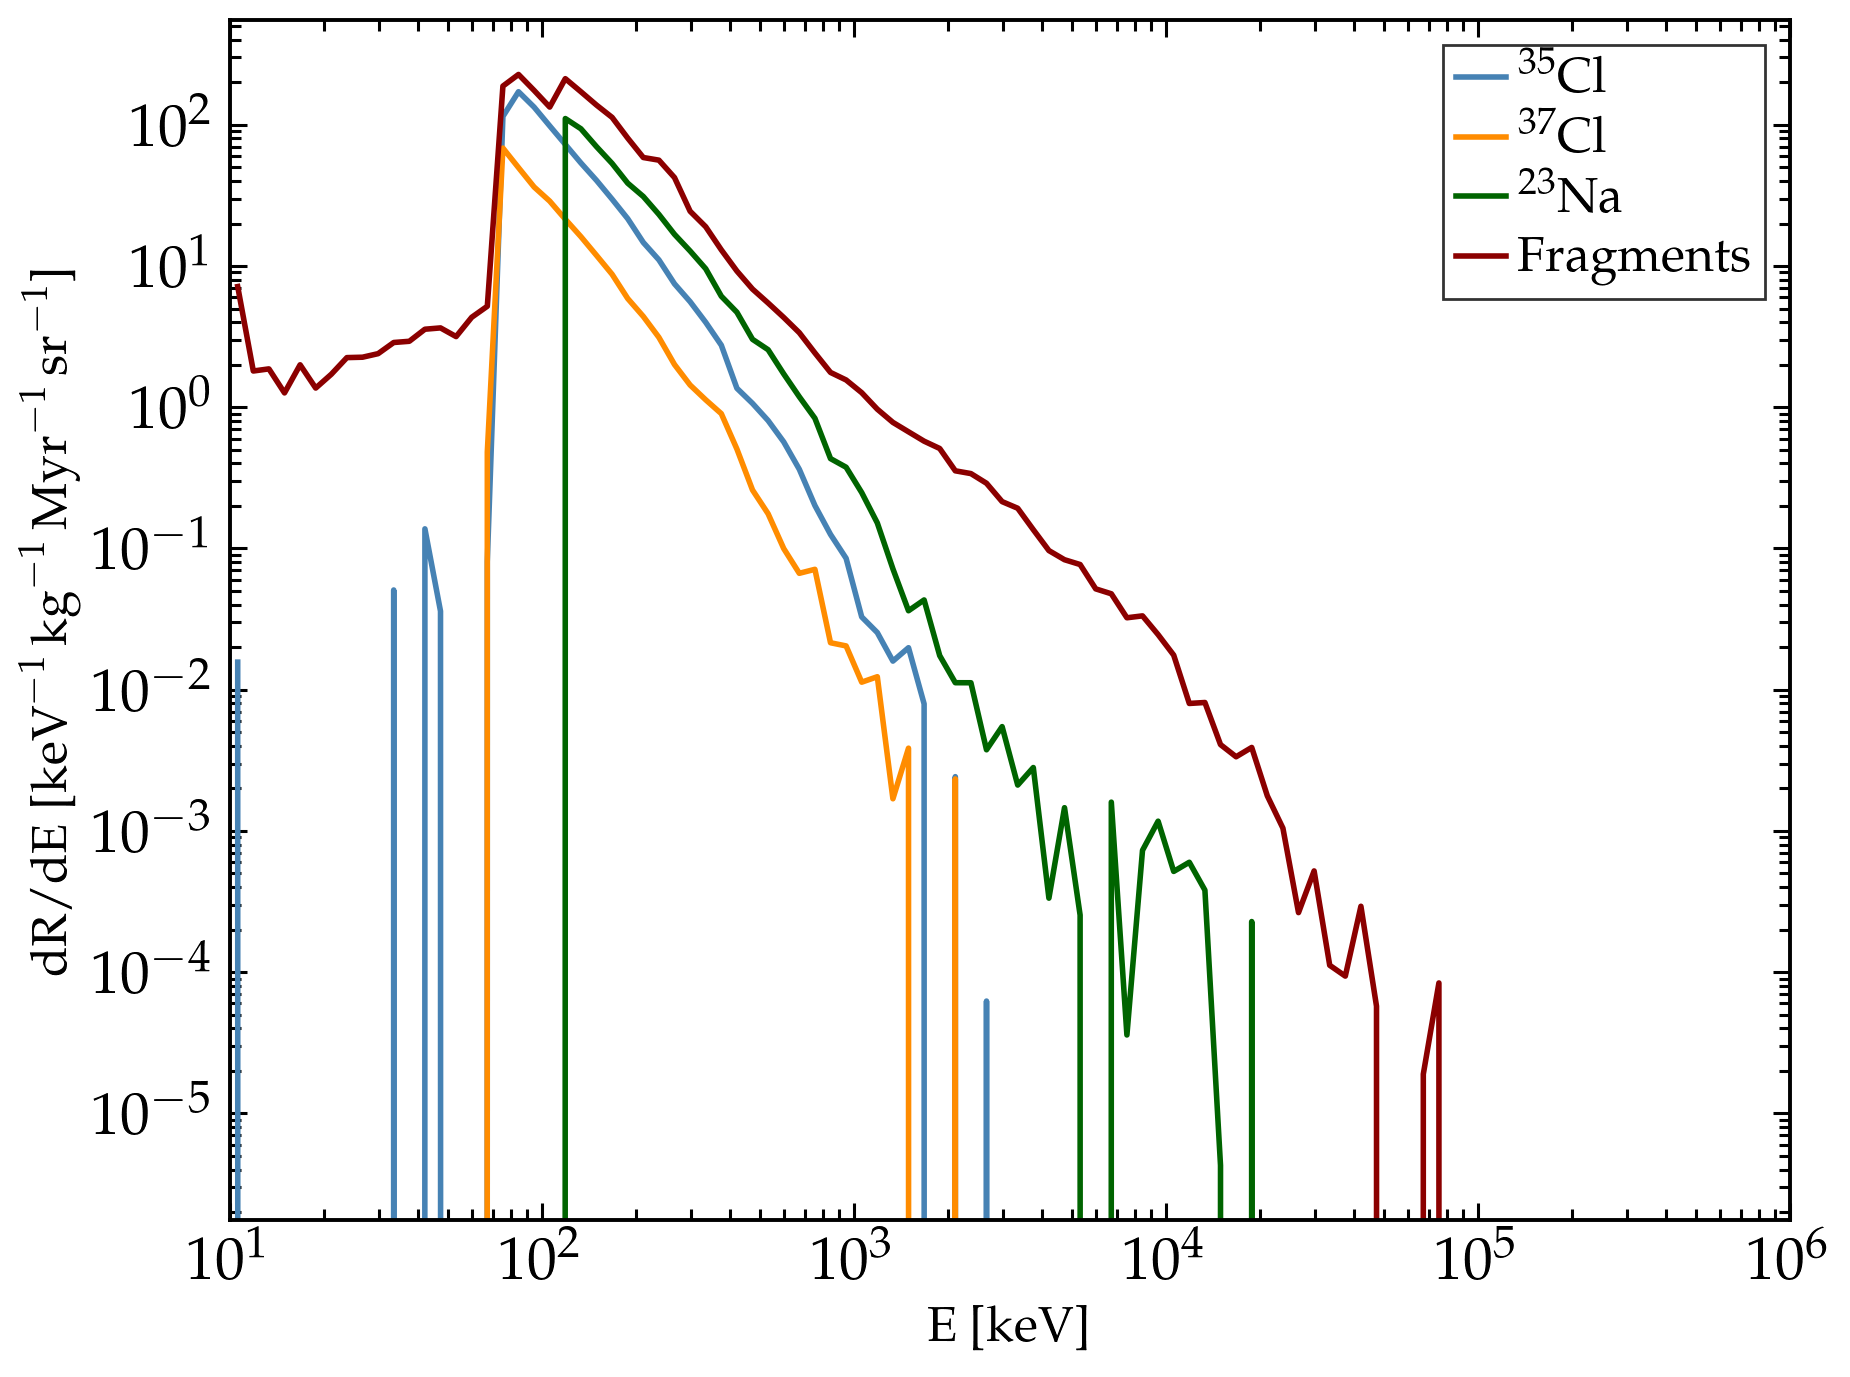 ³⁵Cl
³⁷Cl
²³Na
Fragments
10²
10¹
10⁰
10⁻¹
10⁻²
10⁻³
10⁻⁴
10⁻⁵
dR/dE [keV⁻¹ kg⁻¹ Myr⁻¹ sr⁻¹]
10¹ 10² 10³ 10⁴ 10⁵ 10⁶
E [keV]